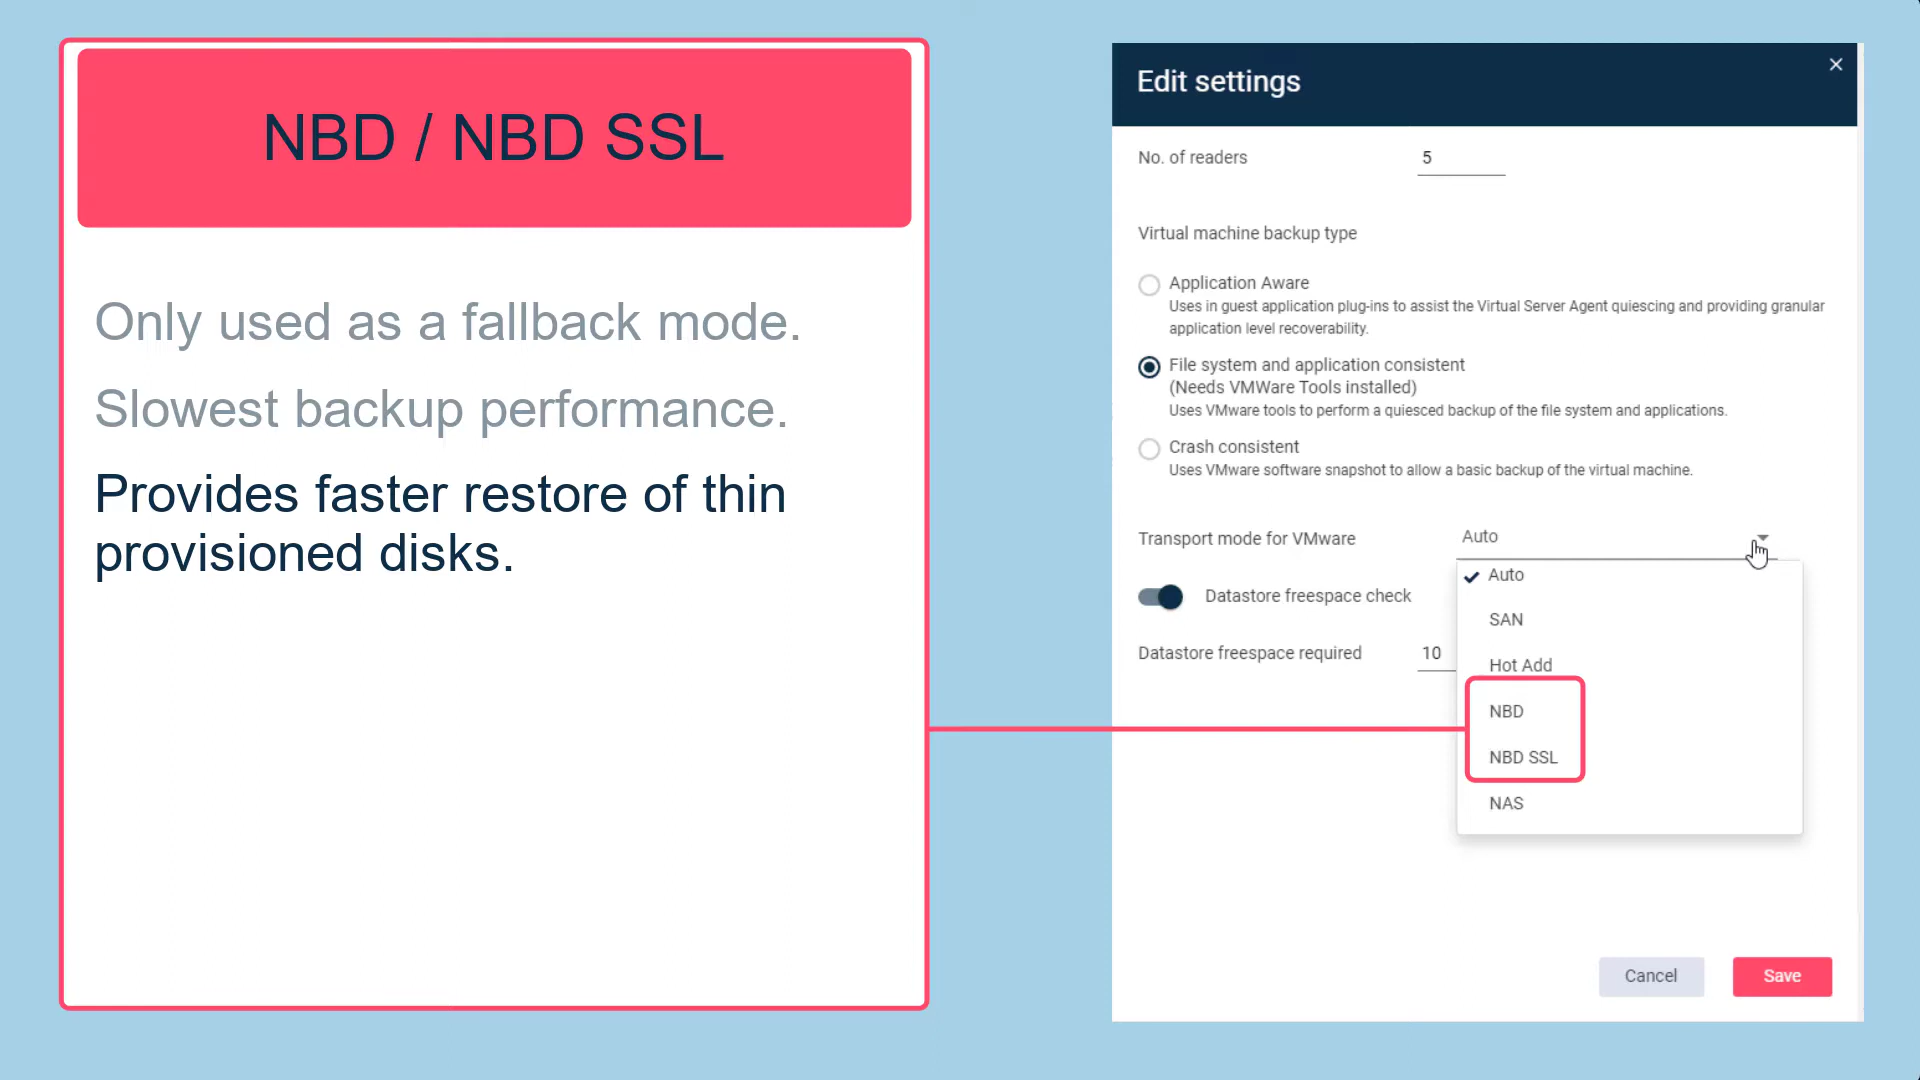 NBD / NBD SSL
Only used as a fallback mode.
Slowest backup performance.
Provides faster restore of thin
provisioned disks.
Edit settings
No. of readers 5
Virtual machine backup type
Application Aware
Uses in guest application plug-ins to assist the Virtual Server Agent quiescing and providing granular
application level recoverability.
File system and application consistent
(Needs VMWare Tools installed)
Uses VMware tools to perform a quiesced backup of the file system and applications.
Crash consistent
Uses VMware software snapshot to allow a basic backup of the virtual machine.
Transport mode for VMware Auto
Auto
Datastore freespace check
SAN
Datastore freespace required 10
Hot Add
NBD
NBD SSL
NAS
Cancel Save